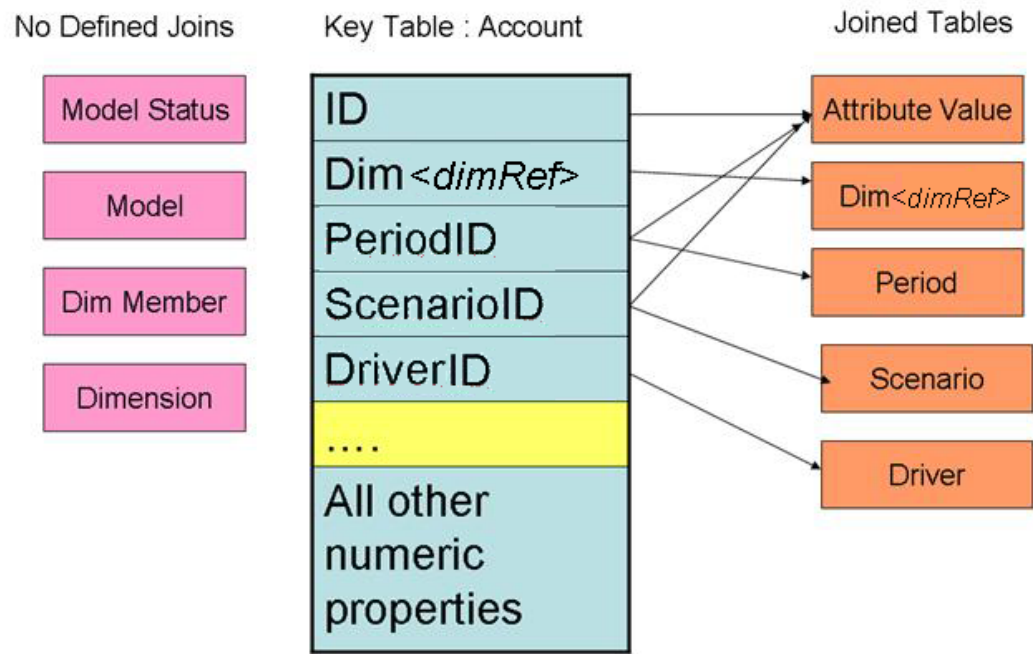 No Defined Joins
Key Table : Account
Joined Tables
Model Status
Model
Dim Member
Dimension
ID
Dim <dimRef>
PeriodID
ScenarioID
DriverID
....
All other
numeric
properties
Attribute Value
Dim<dimRef>
Period
Scenario
Driver